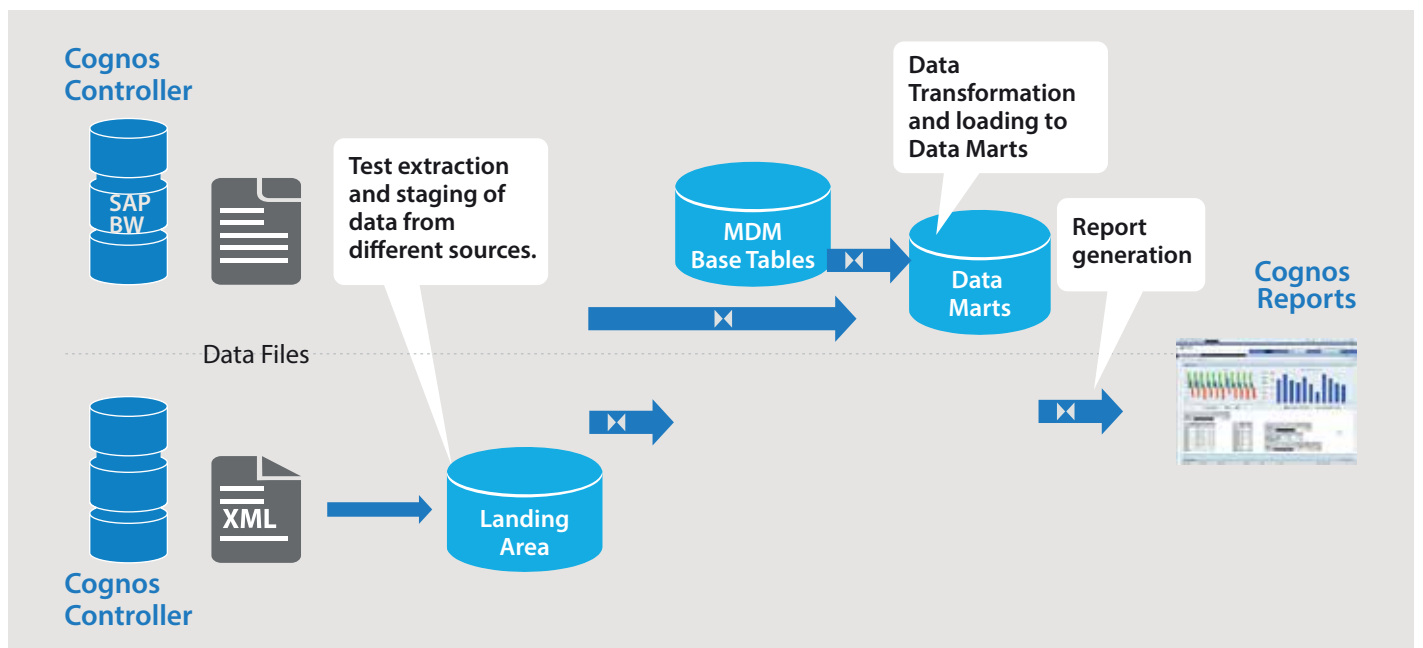 Cognos
Controller
SAP
BW
Test extraction
and staging of
data from
different sources.
MDM
Base Tables
Data
Transformation
and loading to
Data Marts
Data
Marts
Report
generation
Cognos
Reports
Data Files
XML
Landing
Area
Cognos
Controller